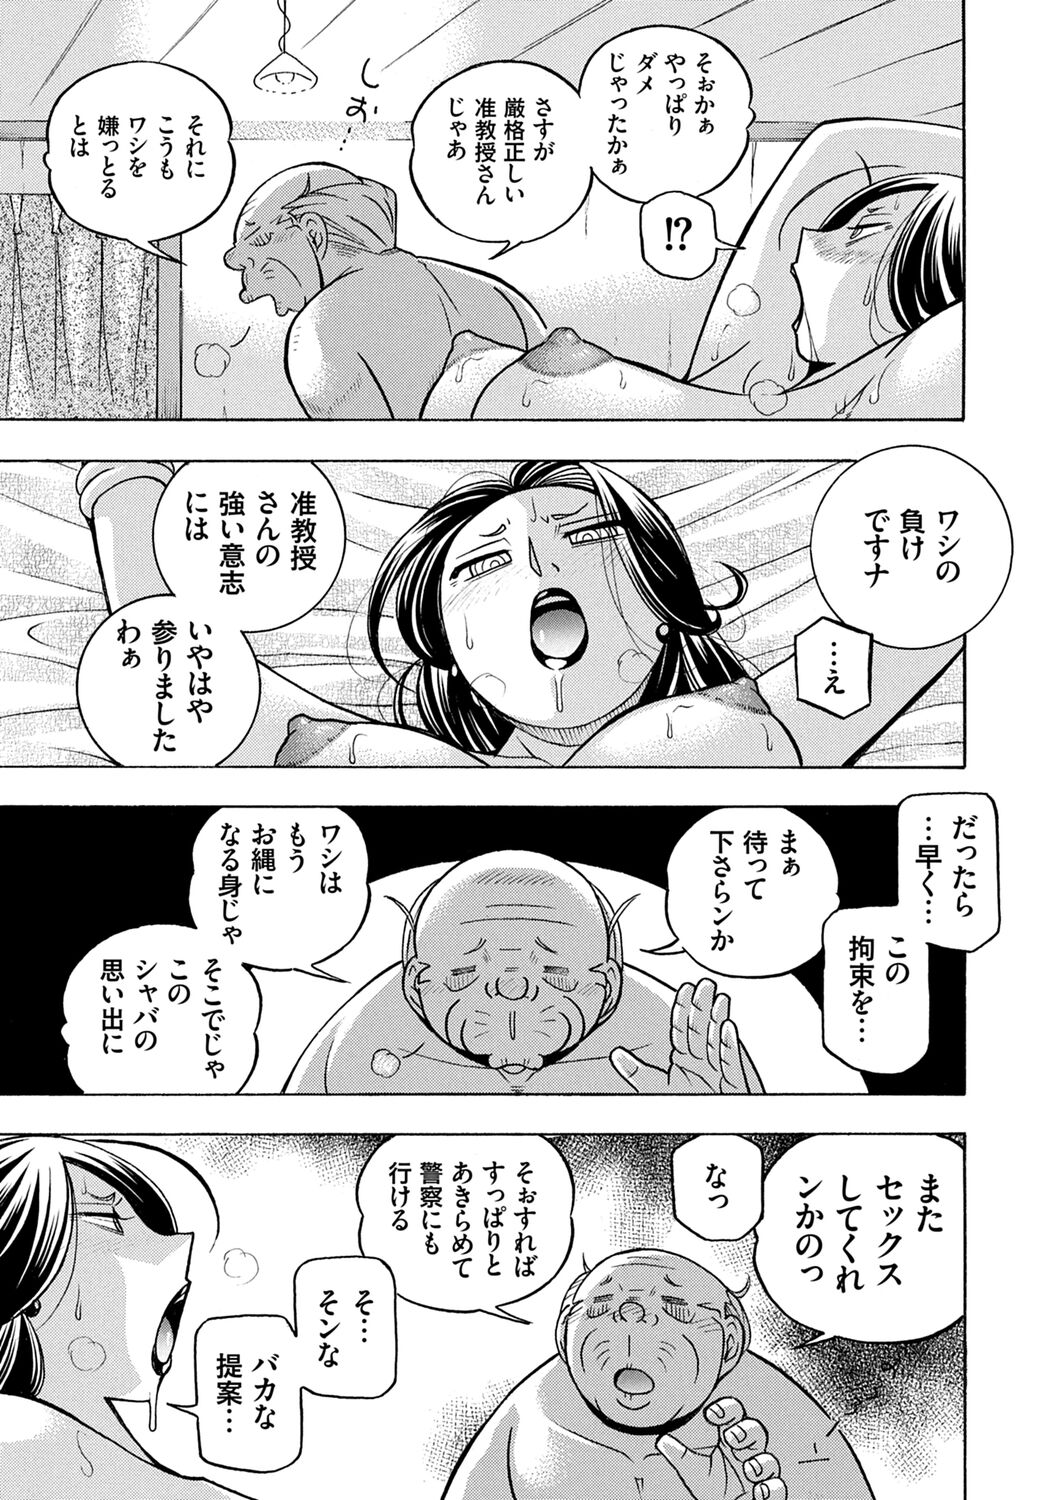 そぉかぁ
やっぱり
ダメ
じゃったかぁ
さすが
厳格正しい
准教授さん
じゃあ
!?
しお…
それに
こうも
ワシを
嫌っとる
とは
ワシの
負け
ですナ
…‥え
准教授
さんの
強い意志
には
いやはや
参りました
わぁ
だったら
…早く…
この
拘束を…
まぁ
待って
下さらンか
ワシは
もう
お縄に
なる身じゃ
そこでじゃ
この
シャバの
思い出に
また
セックス
してくれ
ンかのっ
なっ
そぉすれば
すっぱりと
あきらめて
警察にも
行ける
そ…
そンな
バカな
提案…